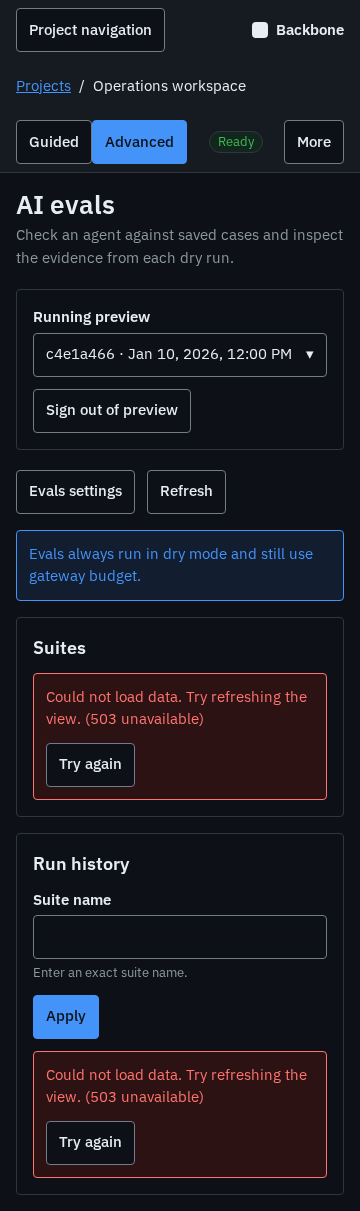 Project navigation
Backbone
Projects / Operations workspace
Guided
Advanced
Ready
More
AI evals
Check an agent against saved cases and inspect
the evidence from each dry run.
Running preview
c4e1a466 · Jan 10, 2026, 12:00 PM ▾
Sign out of preview
Evals settings
Refresh
Evals always run in dry mode and still use
gateway budget.
Suites
Could not load data. Try refreshing the
view. (503 unavailable)
Try again
Run history
Suite name
Enter an exact suite name.
Apply
Could not load data. Try refreshing the
view. (503 unavailable)
Try again